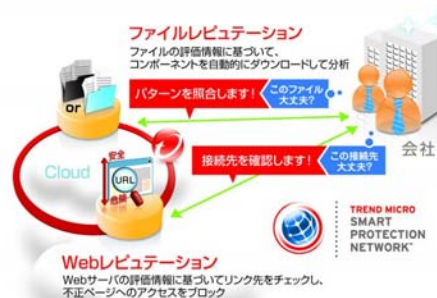 ファイルレピュテーション
ファイルの評価情報に基づいて、
コンポーネントを自動的にダウンロードして分析
or
パターンを照合します!
このファイル
大丈夫?
会社
Cloud
安全
URL
危険
接続先を確認します!
この接続先
大丈夫?
TREND MICRO
SMART
PROTECTION
NETWORK™
Webレピュテーション
Webサーバの評価情報に基づいてリンク先をチェックし、
不正ページへのアクセスをブロック